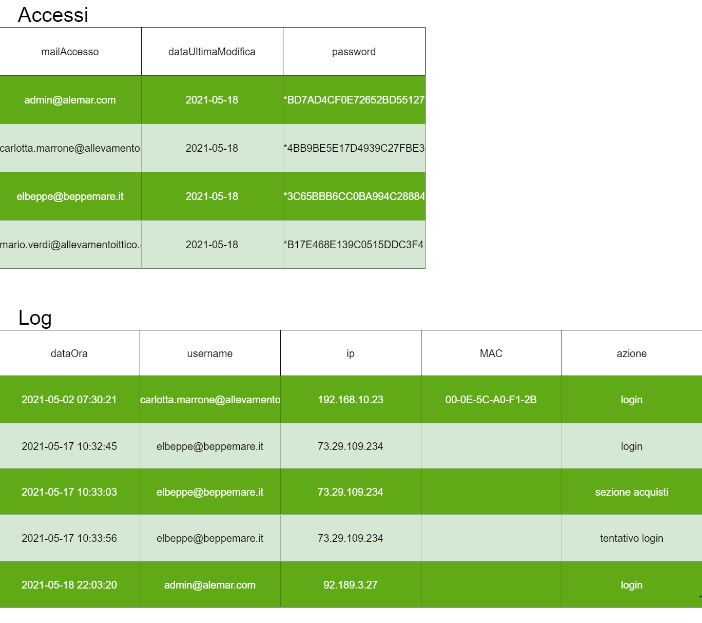 Accessi
mailAccesso dataUltimaModifica password
admin@alemar.com 2021-05-18 *BD7AD4CF0E72652BD55127
carlotta.marrone@allevamento 2021-05-18 *4BB9BE5E17D4939C27FBE3
elbeppe@beppemare.it 2021-05-18 *3C65BBB6CC0BA994C28884
mario.verdi@allevamentoittico. 2021-05-18 *B17E468E139C0515DDC3F4
Log
dataOra username ip MAC azione
2021-05-02 07:30:21 carlotta.marrone@allevamento 192.168.10.23 00-0E-5C-A0-F1-2B login
2021-05-17 10:32:45 elbeppe@beppemare.it 73.29.109.234 login
2021-05-17 10:33:03 elbeppe@beppemare.it 73.29.109.234 sezione acquisti
2021-05-17 10:33:56 elbeppe@beppemare.it 73.29.109.234 tentativo login
2021-05-18 22:03:20 admin@alemar.com 92.189.3.27 login